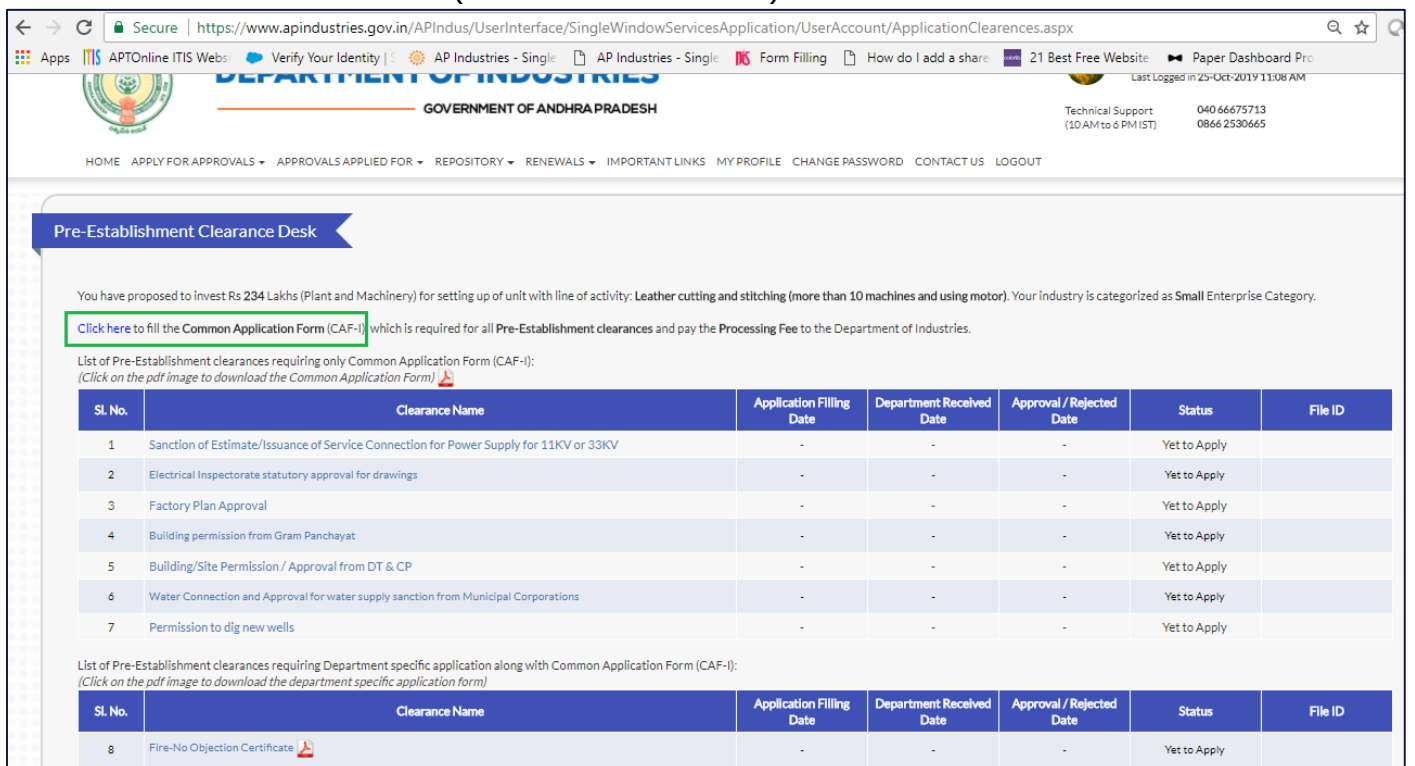 Secure | https://www.apindustries.gov.in/APIndus/UserInterface/SingleWindowServicesApplication/UserAccount/ApplicationClearences.aspx
Apps APTOnline ITIS Webs Verify Your Identity | S AP Industries - Single AP Industries - Single Form Filling How do I add a share 21 Best Free Website Paper Dashboard Pro
DEPARTMENT OF INDUSTRIES
GOVERNMENT OF ANDHRA PRADESH
Last Logged in 25-Oct-2019 11:08 AM
Technical Support 040 66675713
(10 AM to 6 PM IST) 0866 2530665
HOME APPLY FOR APPROVALS APPROVALS APPLIED FOR REPOSITORY RENEWALS IMPORTANT LINKS MY PROFILE CHANGE PASSWORD CONTACT US LOGOUT
Pre-Establishment Clearance Desk
You have proposed to invest Rs 234 Lakhs (Plant and Machinery) for setting up of unit with line of activity: Leather cutting and stitching (more than 10 machines and using motor). Your industry is categorized as Small Enterprise Category.
Click here to fill the Common Application Form (CAF-I) which is required for all Pre-Establishment clearances and pay the Processing Fee to the Department of Industries.
List of Pre-Establishment clearances requiring only Common Application Form (CAF-I):
(Click on the pdf image to download the Common Application Form)
Sl. No. Clearance Name Application Filling Date Department Received Date Approval / Rejected Date Status File ID
1 Sanction of Estimate/Issuance of Service Connection for Power Supply for 11KV or 33KV - - - Yet to Apply
2 Electrical Inspectorate statutory approval for drawings - - - Yet to Apply
3 Factory Plan Approval - - - Yet to Apply
4 Building permission from Gram Panchayat - - - Yet to Apply
5 Building/Site Permission / Approval from DT & CP - - - Yet to Apply
6 Water Connection and Approval for water supply sanction from Municipal Corporations - - - Yet to Apply
7 Permission to dig new wells - - - Yet to Apply
List of Pre-Establishment clearances requiring Department specific application along with Common Application Form (CAF-I):
(Click on the pdf image to download the department specific application form)
Sl. No. Clearance Name Application Filling Date Department Received Date Approval / Rejected Date Status File ID
8 Fire-No Objection Certificate - - - Yet to Apply